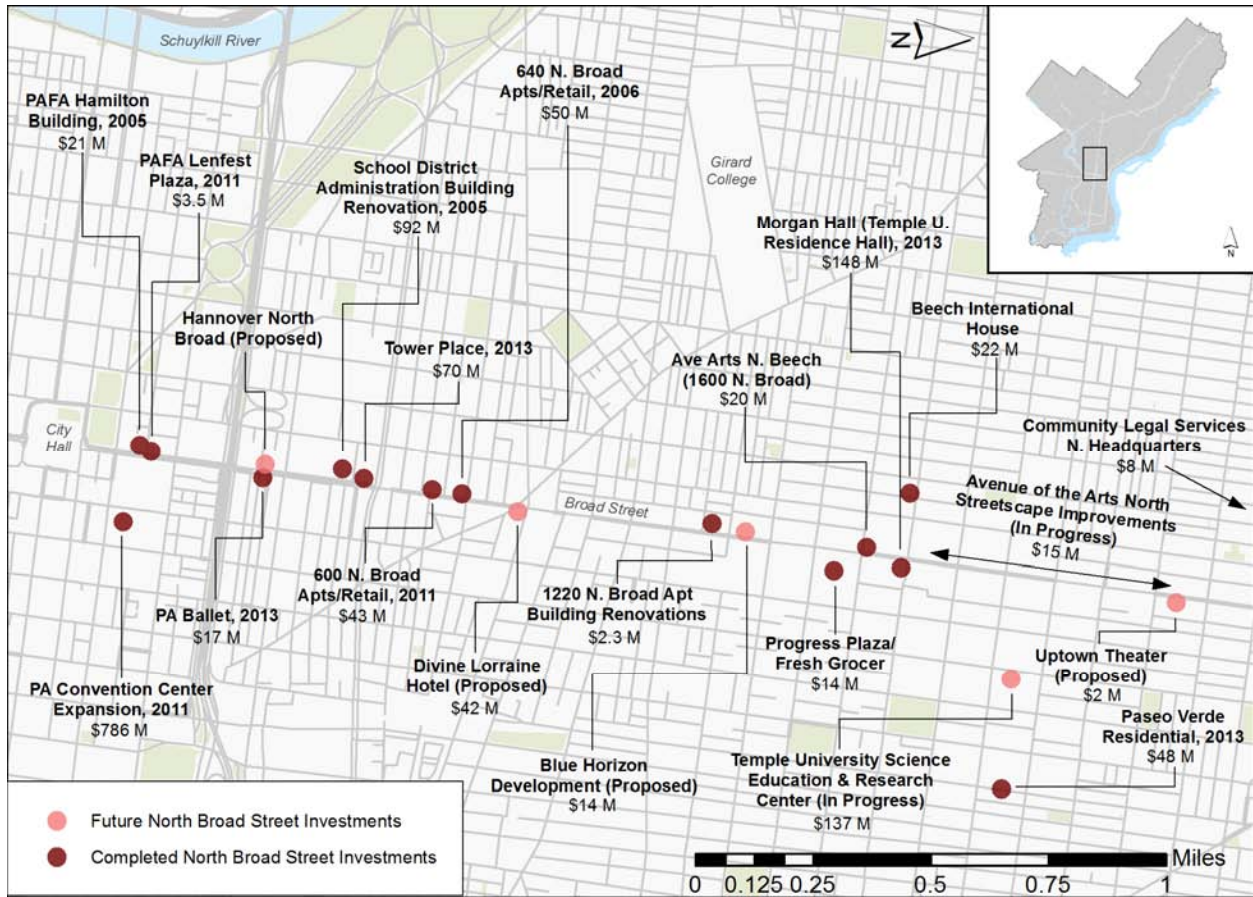 Schuylkill River
N
PAFA Hamilton
Building, 2005
$21 M
PAFA Lenfest
Plaza, 2011
$3.5 M
School District
Administration Building
Renovation, 2005
$92 M
640 N. Broad
Apts/Retail, 2006
$50 M
Girard
College
Morgan Hall (Temple U.
Residence Hall), 2013
$148 M
N
Hannover North
Broad (Proposed)
Tower Place, 2013
$70 M
Ave Arts N. Beech
(1600 N. Broad)
$20 M
Beech International
House
$22 M
Community Legal Services
N. Headquarters
$8 M
Avenue of the Arts North
Streetscape Improvements
(In Progress)
$15 M
City
Hall
Broad Street
PA Ballet, 2013
$17 M
600 N. Broad
Apts/Retail, 2011
$43 M
1220 N. Broad Apt
Building Renovations
$2.3 M
Progress Plaza/
Fresh Grocer
$14 M
Uptown Theater
(Proposed)
$2 M
PA Convention Center
Expansion, 2011
$786 M
Divine Lorraine
Hotel (Proposed)
$42 M
Blue Horizon
Development (Proposed)
$14 M
Temple University Science
Education & Research
Center (In Progress)
$137 M
Paseo Verde
Residential, 2013
$48 M
Future North Broad Street Investments
Completed North Broad Street Investments
Miles
0 0.125 0.25 0.5 0.75 1